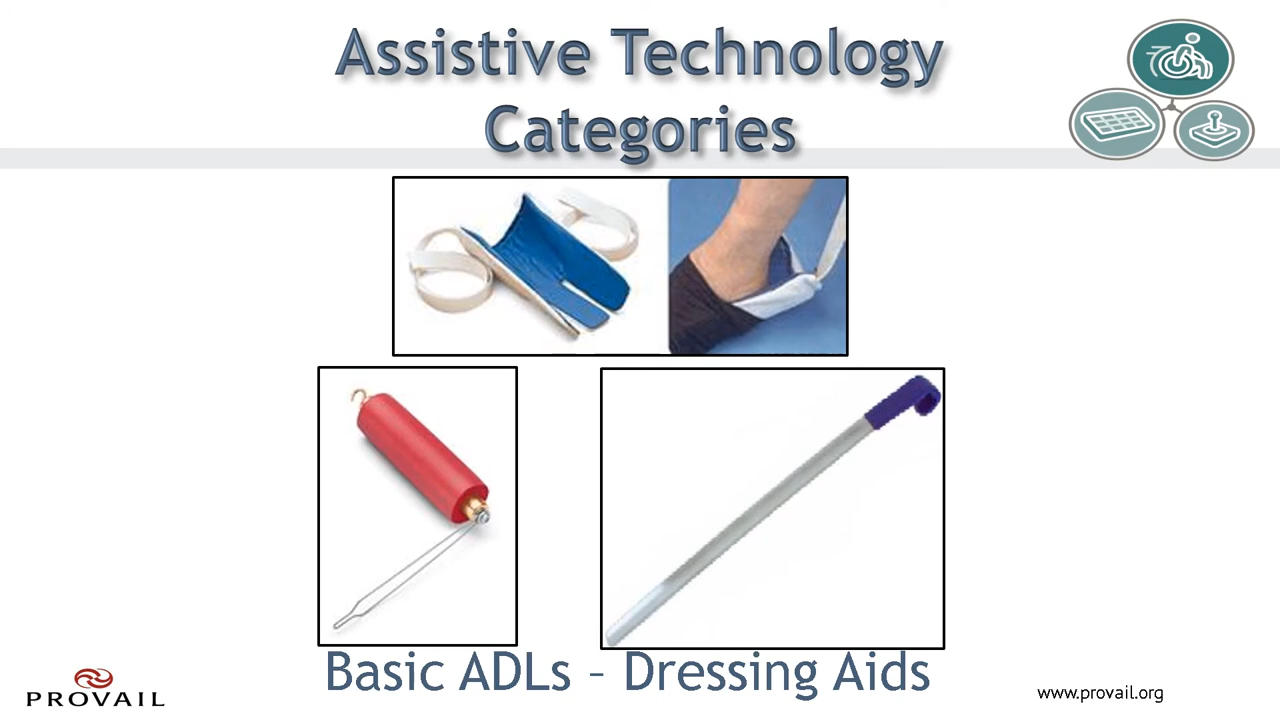 Assistive Technology
Categories
Basic ADLs – Dressing Aids
PROVAIL
www.provail.org